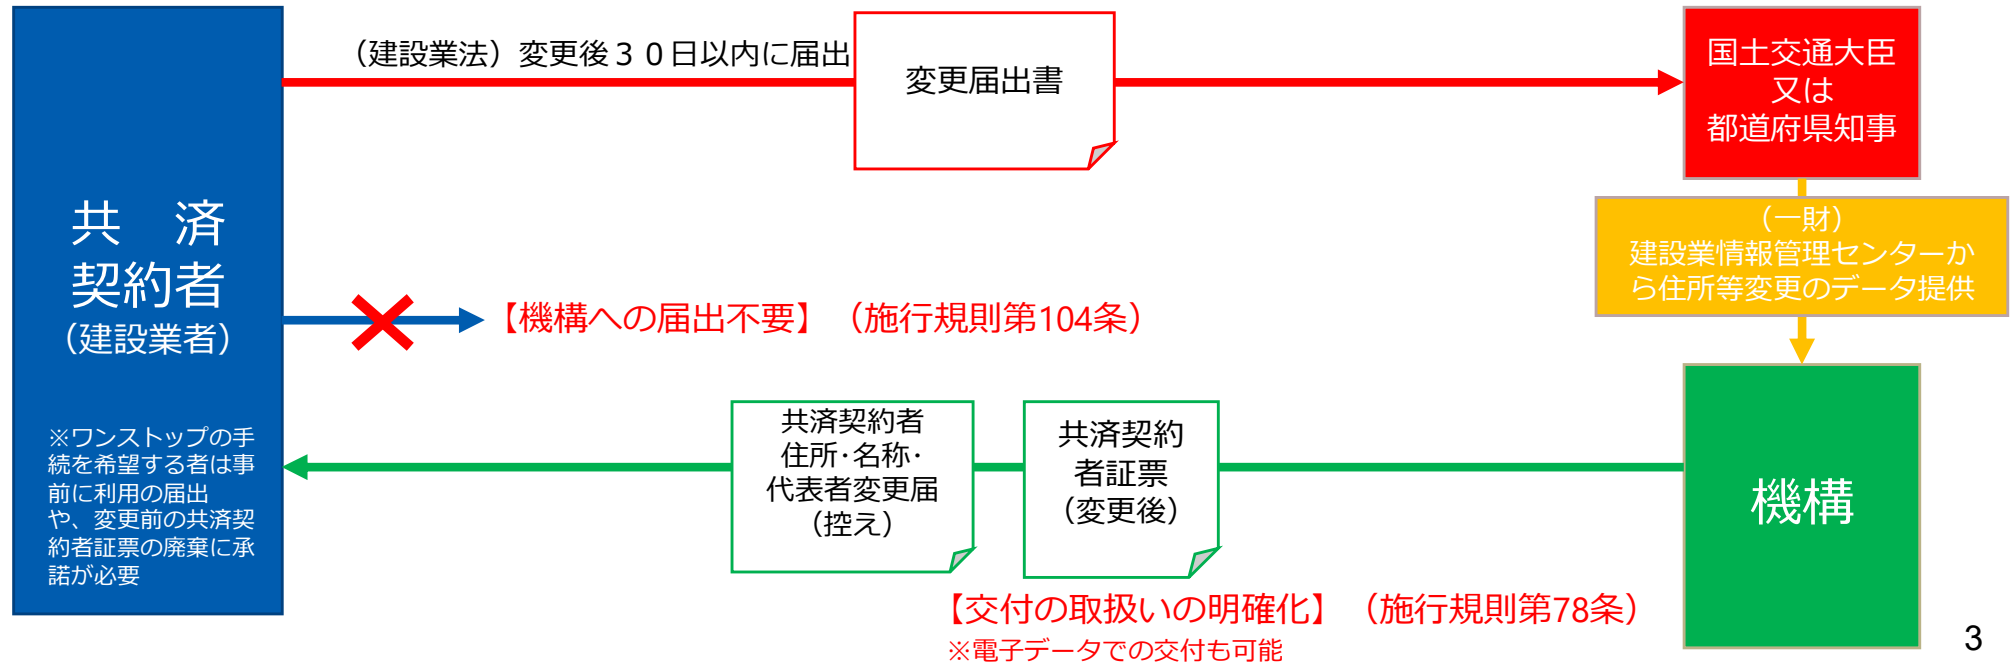 （建設業法）変更後３０日以内に届出
変更届出書
国土交通大臣
又は
都道府県知事
（一財）
建設業情報管理センターか
ら住所等変更のデータ提供
共　済
契約者
（建設業者）
※ワンストップの手
続を希望する者は事
前に利用の届出
や、変更前の共済契
約者証票の廃棄に承
諾が必要
【機構への届出不要】（施行規則第104条）
共済契約者
住所･名称･
代表者変更届
（控え）
共済契約
者証票
（変更後）
機構
【交付の取扱いの明確化】（施行規則第78条）
※電子データでの交付も可能
3